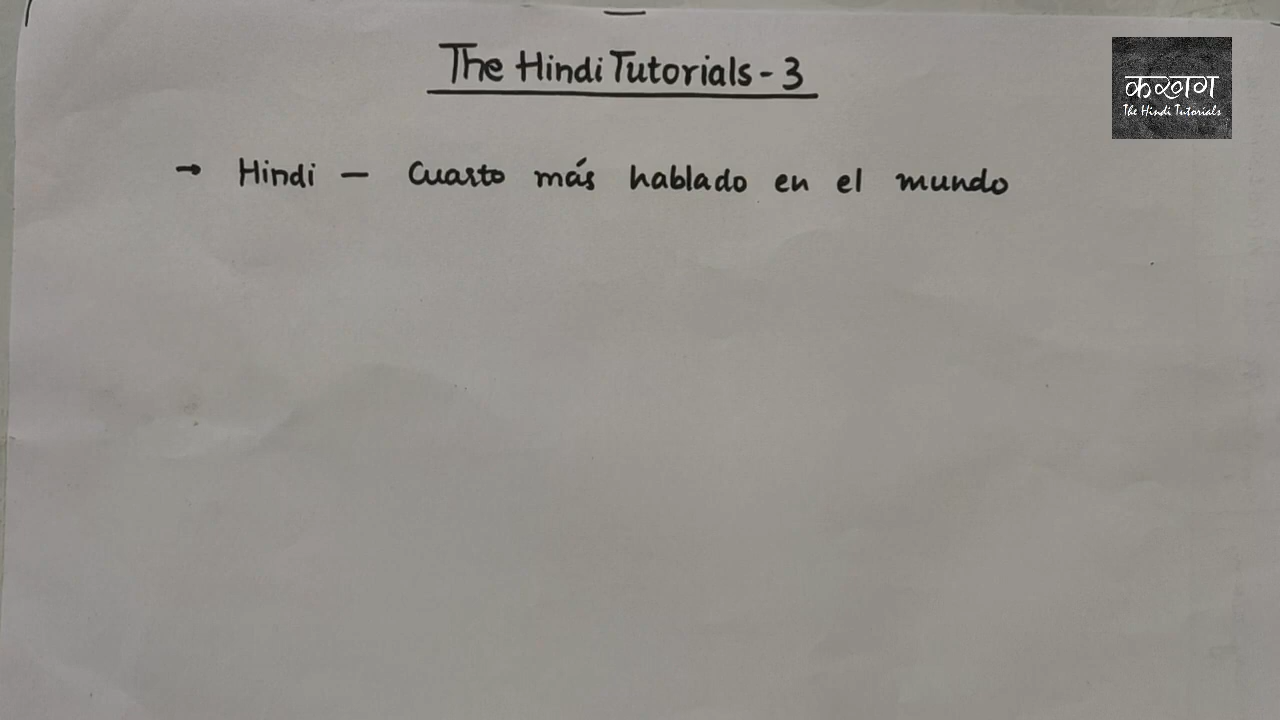 The Hindi Tutorials - 3
कखग
The Hindi Tutorials
→ Hindi — Cuarto más hablado en el mundo